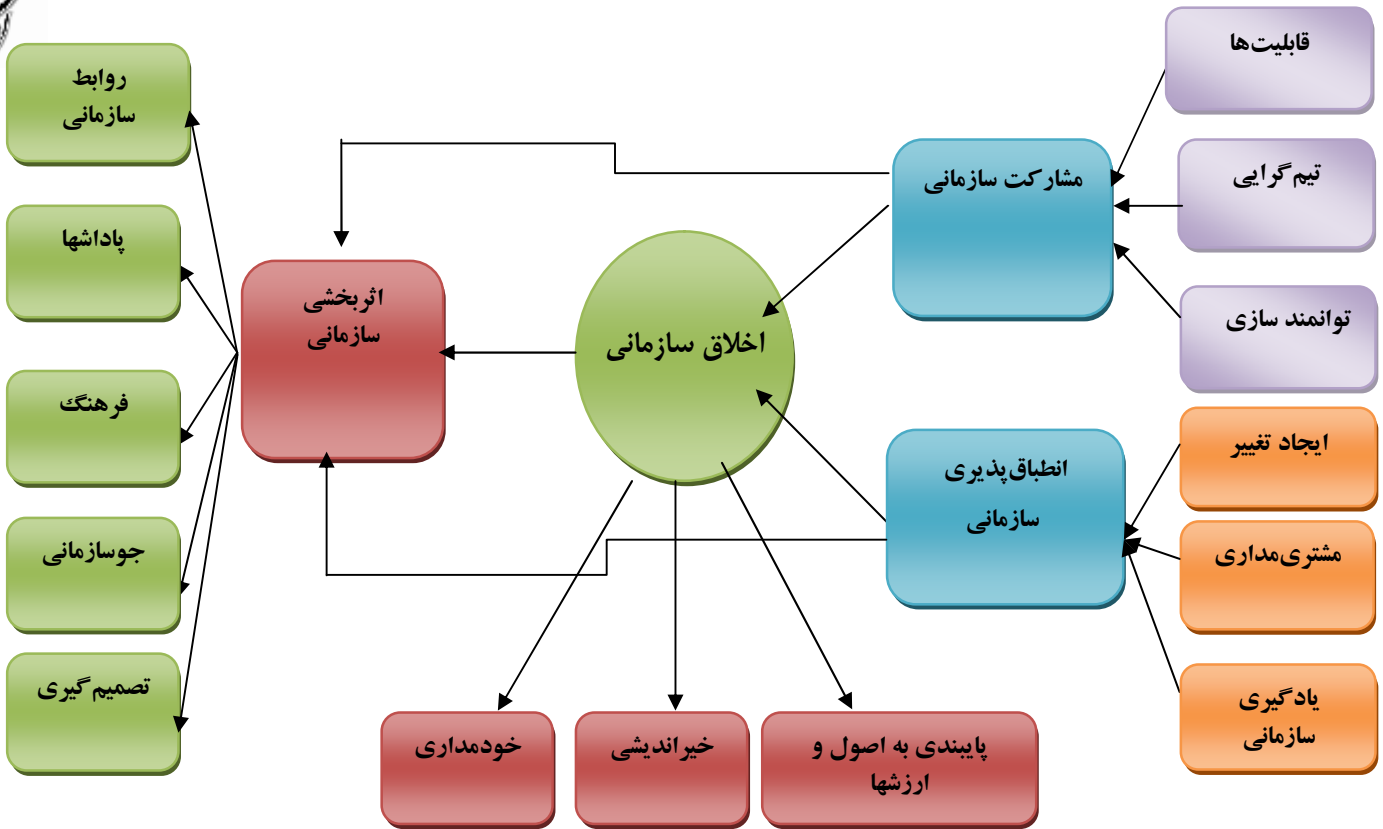 قابلیت‌ها
تیم‌گرایی
توانمند سازی
ایجاد تغییر
مشتری‌مداری
یادگیری
سازمانی
مشارکت سازمانی
انطباق‌پذیری
سازمانی
اخلاق سازمانی
پایبندی به اصول و
ارزشها
خیراندیشی
خودمداری
اثربخشی
سازمانی
روابط
سازمانی
پاداشها
فرهنگ
جوسازمانی
تصمیم‌گیری